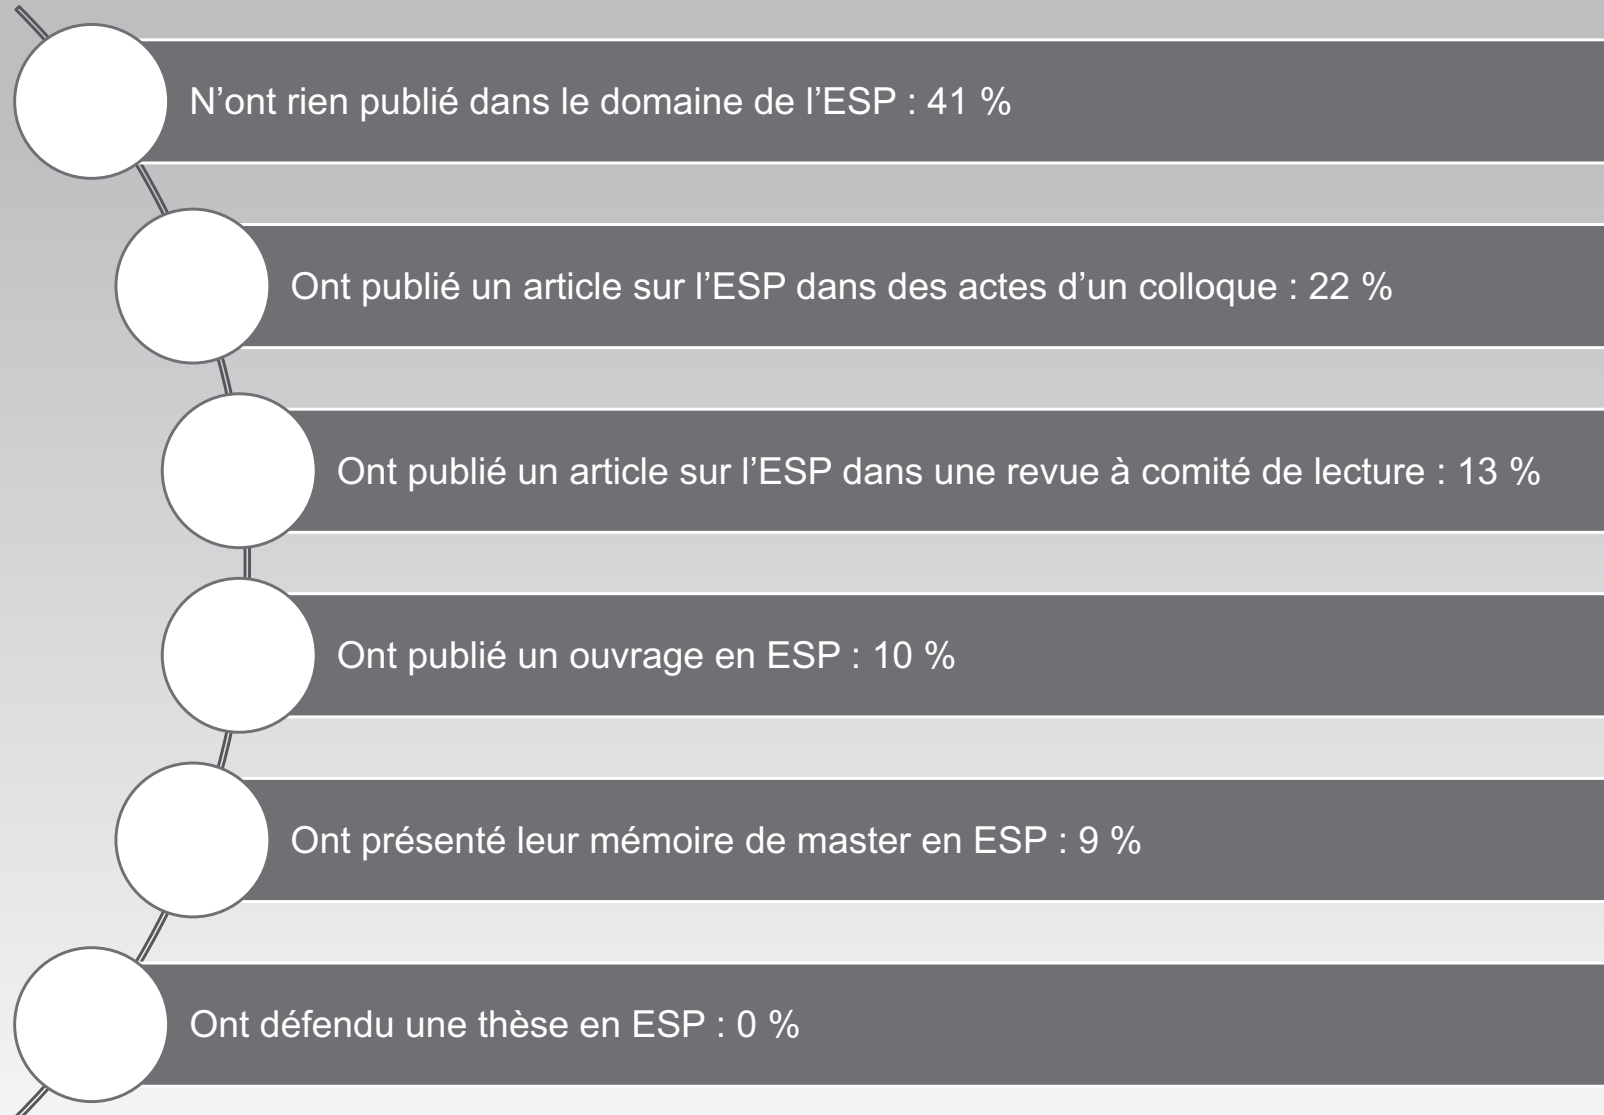 N’ont rien publié dans le domaine de l’ESP : 41 %
Ont publié un article sur l’ESP dans des actes d’un colloque : 22 %
Ont publié un article sur l’ESP dans une revue à comité de lecture : 13 %
Ont publié un ouvrage en ESP : 10 %
Ont présenté leur mémoire de master en ESP : 9 %
Ont défendu une thèse en ESP : 0 %